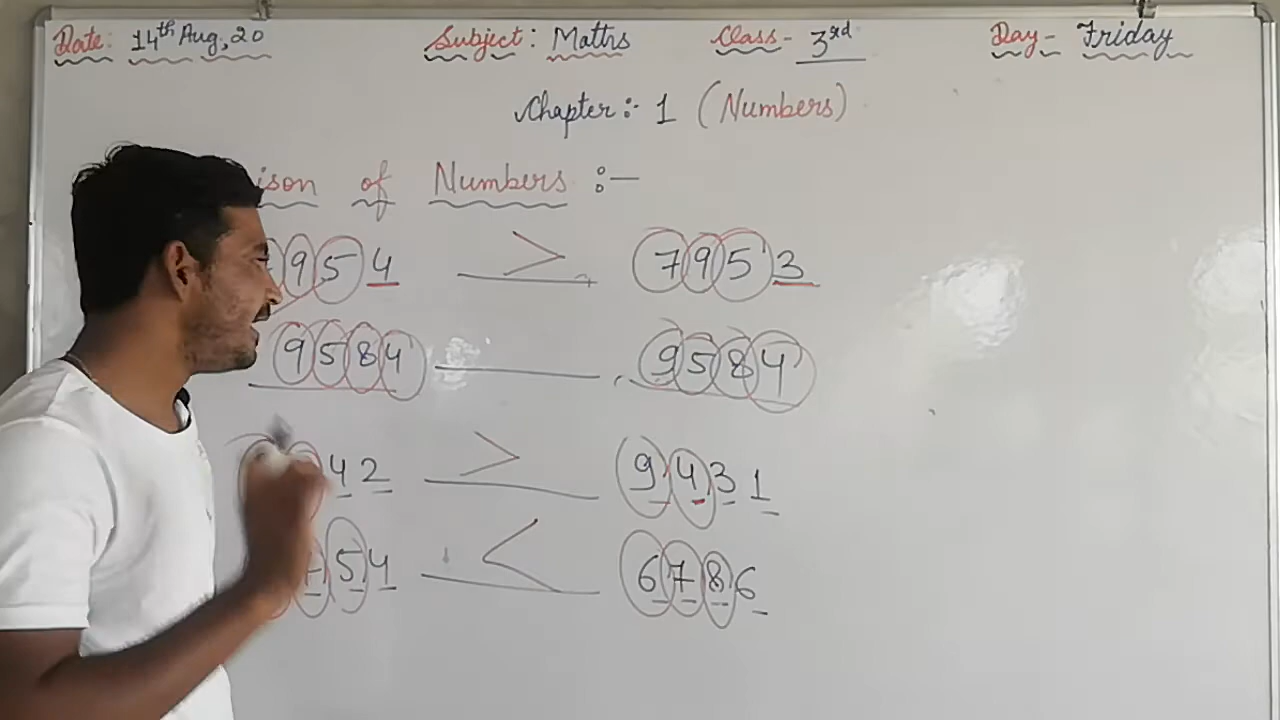 Date: 14th Aug, 20 Subject: Maths Class- 3rd Day- Friday
Chapter:- 1 (Numbers)
ison of Numbers :-
954 > 7953
9584 9584
42 > 9431
54 < 6786